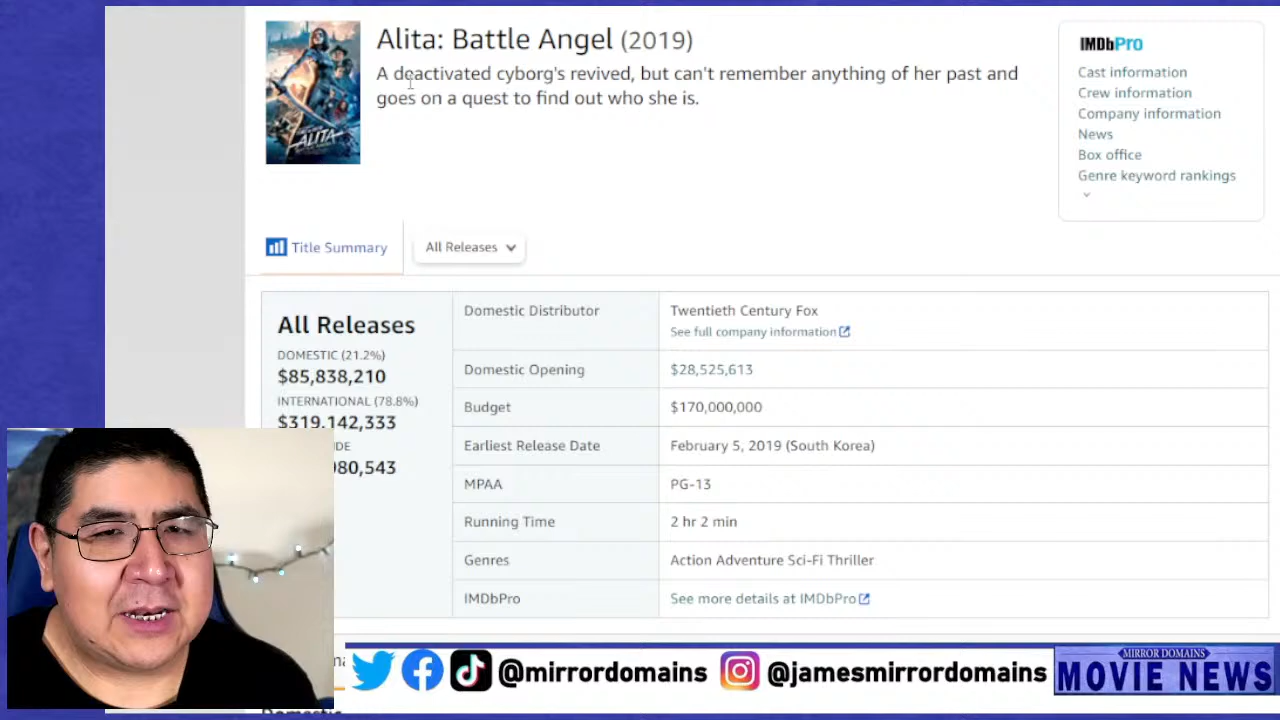 Alita: Battle Angel (2019)
A deactivated cyborg's revived, but can't remember anything of her past and
goes on a quest to find out who she is.
ALITA
IMDbPro
Cast information
Crew information
Company information
News
Box office
Genre keyword rankings
Title Summary
All Releases
All Releases
DOMESTIC (21.2%)
$85,838,210
INTERNATIONAL (78.8%)
$319,142,333
IDE
980,543
Domestic Distributor
Twentieth Century Fox
See full company information
Domestic Opening
$28,525,613
Budget
$170,000,000
Earliest Release Date
February 5, 2019 (South Korea)
MPAA
PG-13
Running Time
2 hr 2 min
Genres
Action Adventure Sci-Fi Thriller
IMDbPro
See more details at IMDbPro
@mirrordomains
@jamesmirrordomains
MIRROR DOMAINS
MOVIE NEWS